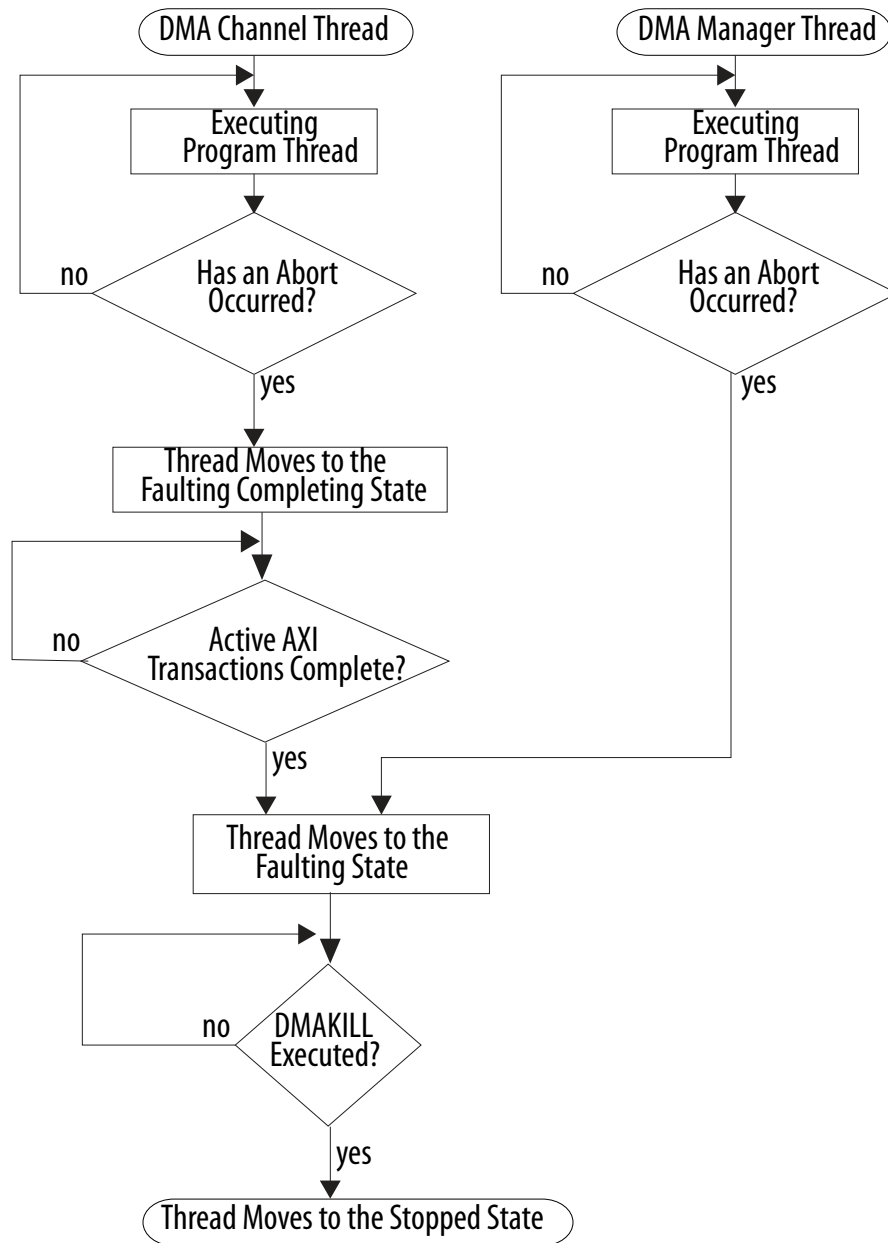 DMA Channel Thread
DMA Manager Thread
Executing
Program Thread
Executing
Program Thread
Has an Abort
Occurred?
no
Has an Abort
Occurred?
no
yes
yes
Thread Moves to the
Faulting Completing State
Active AXI
Transactions Complete?
no
yes
Thread Moves to the
Faulting State
DMAKILL
Executed?
no
yes
Thread Moves to the Stopped State